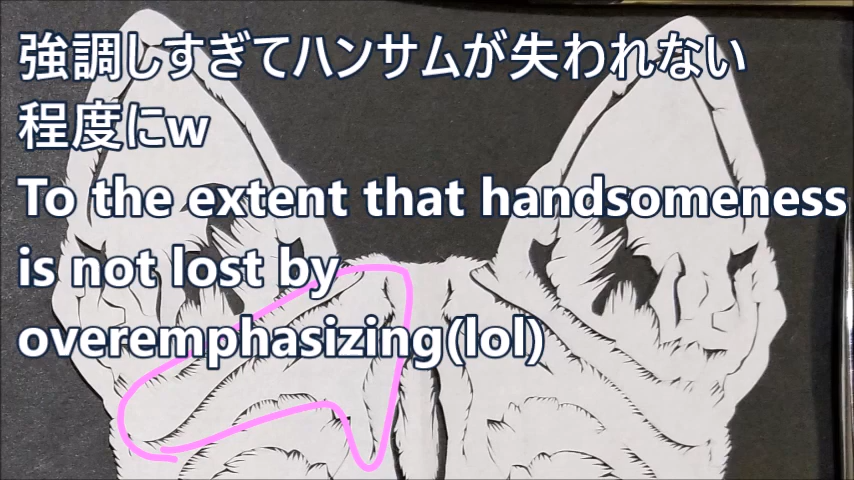 強調しすぎてハンサムが失われない
程度にw
To the extent that handsomeness
is not lost by
overemphasizing(lol)